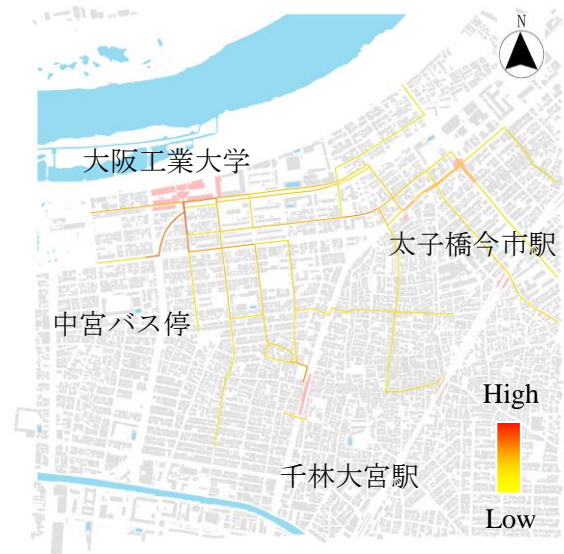 N
大阪工業大学
太子橋今市駅
中宮バス停
High
千林大宮駅
Low